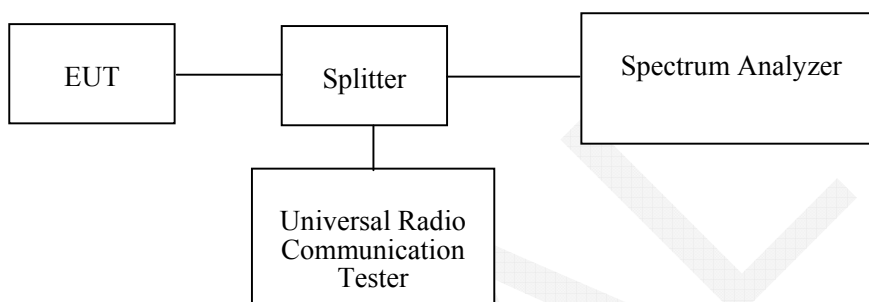 EUT
Splitter
Spectrum Analyzer
Universal Radio
Communication
Tester